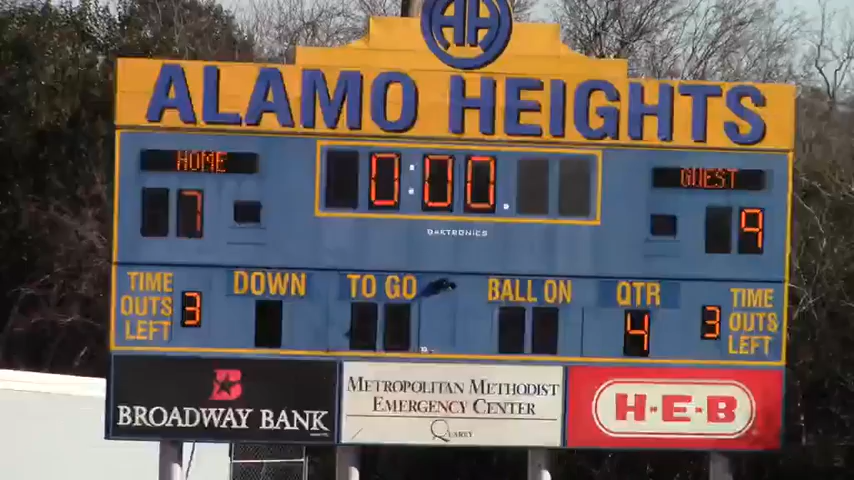 AH
ALAMO HEIGHTS
HOME 0:00. GUEST
7 9
DAKTRONICS
TIME OUTS LEFT 3 DOWN TO GO BALL ON QTR 4 3 TIME OUTS LEFT
BROADWAY BANK
METROPOLITAN METHODIST
EMERGENCY CENTER
QUARRY
H-E-B